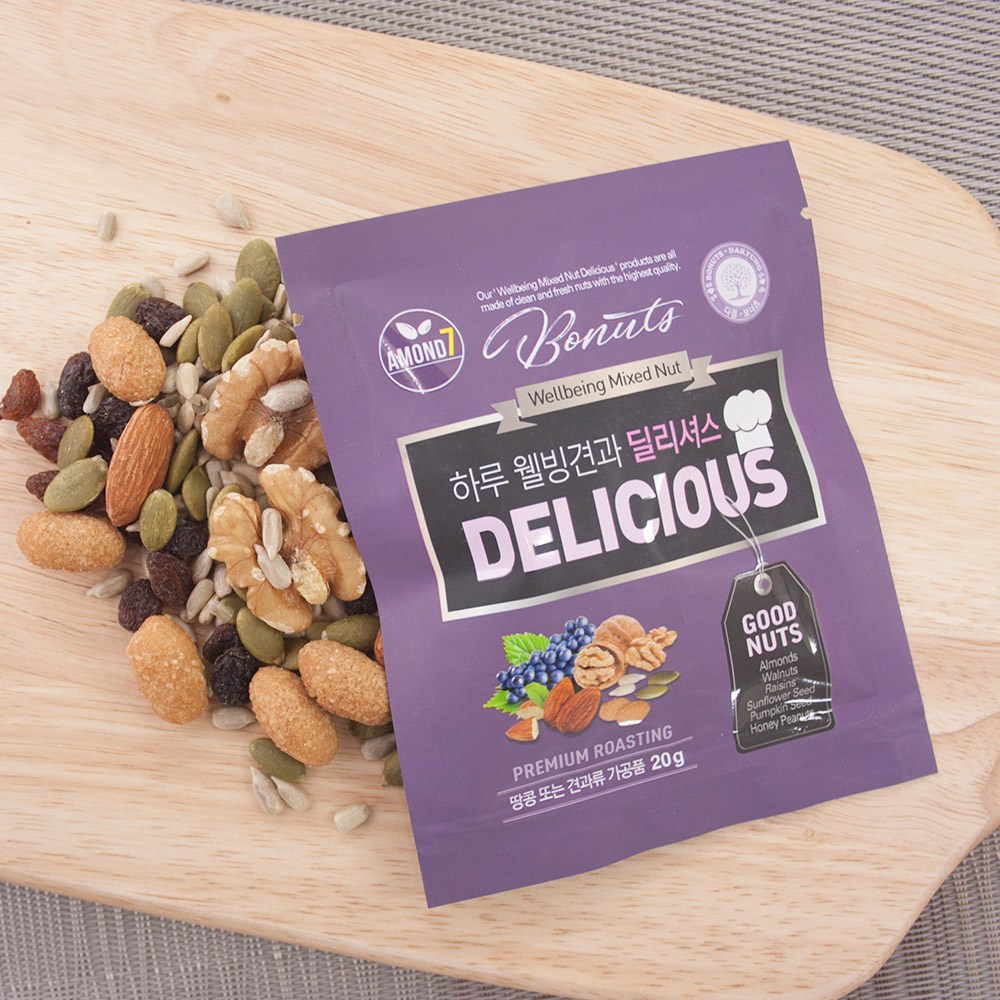 Our ' Wellbeing Mixed Nut Delicious ' products are all
made of clean and fresh nuts with the highest quality.
AMOND7
Bonuts
BONUTS • DAKTUNG
Wellbeing Mixed Nut
하루 웰빙견과 딜리셔스
DELICIOUS
GOOD
NUTS
Almonds
Walnuts
Raisins
Sunflower Seed
Pumpkin Seed
Honey Peanuts
PREMIUM ROASTING
땅콩 또는 견과류 가공품 20g